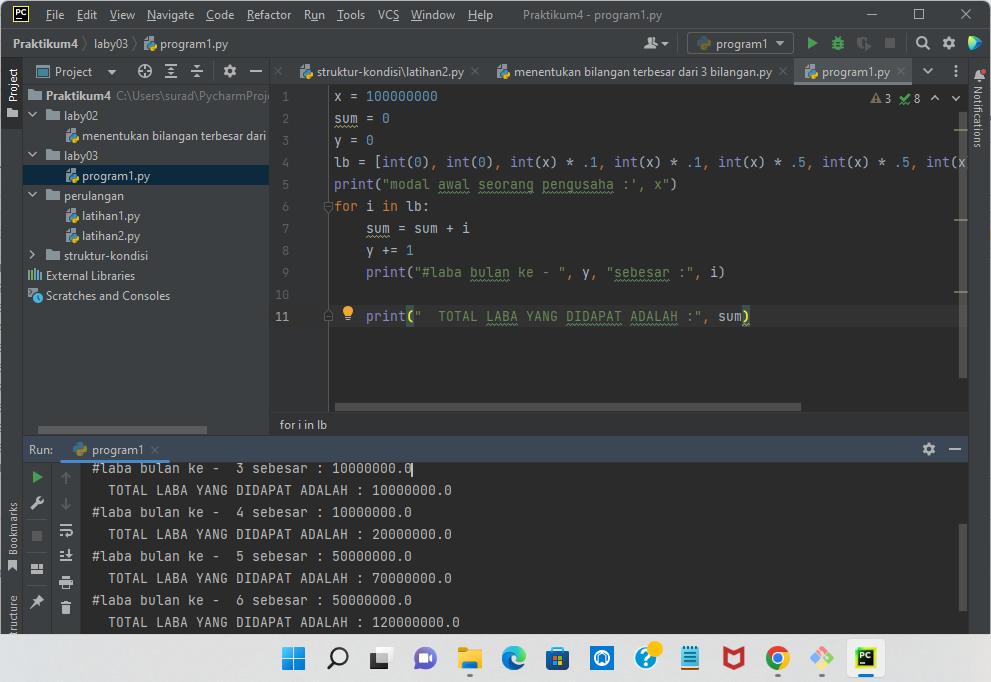 PC File Edit View Navigate Code Refactor Run Tools VCS Window Help Praktikum4 - program1.py
Praktikum4 laby03 program1.py program1
Project
Project
struktur-kondisi\latihan2.py menentukan bilangan terbesar dari 3 bilangan.py program1.py
Notifications
Praktikum4 C:\Users\surad\PycharmProj
laby02
menentukan bilangan terbesar dari
laby03
program1.py
perulangan
latihan1.py
latihan2.py
struktur-kondisi
External Libraries
Scratches and Consoles
3 8
1 x = 100000000
2 sum = 0
3 y = 0
4 lb = [int(0), int(0), int(x) * .1, int(x) * .1, int(x) * .5, int(x) * .5, int(x
5 print("modal awal seorang pengusaha :', x")
6 for i in lb:
7 sum = sum + i
8 y += 1
9 print("#laba bulan ke - ", y, "sebesar :", i)
10
11 print("  TOTAL LABA YANG DIDAPAT ADALAH :", sum)
for i in lb
Run: program1
#laba bulan ke -  3 sebesar : 10000000.0
TOTAL LABA YANG DIDAPAT ADALAH : 10000000.0
#laba bulan ke -  4 sebesar : 10000000.0
TOTAL LABA YANG DIDAPAT ADALAH : 20000000.0
#laba bulan ke -  5 sebesar : 50000000.0
TOTAL LABA YANG DIDAPAT ADALAH : 70000000.0
#laba bulan ke -  6 sebesar : 50000000.0
TOTAL LABA YANG DIDAPAT ADALAH : 120000000.0
Bookmarks
tructure
PC